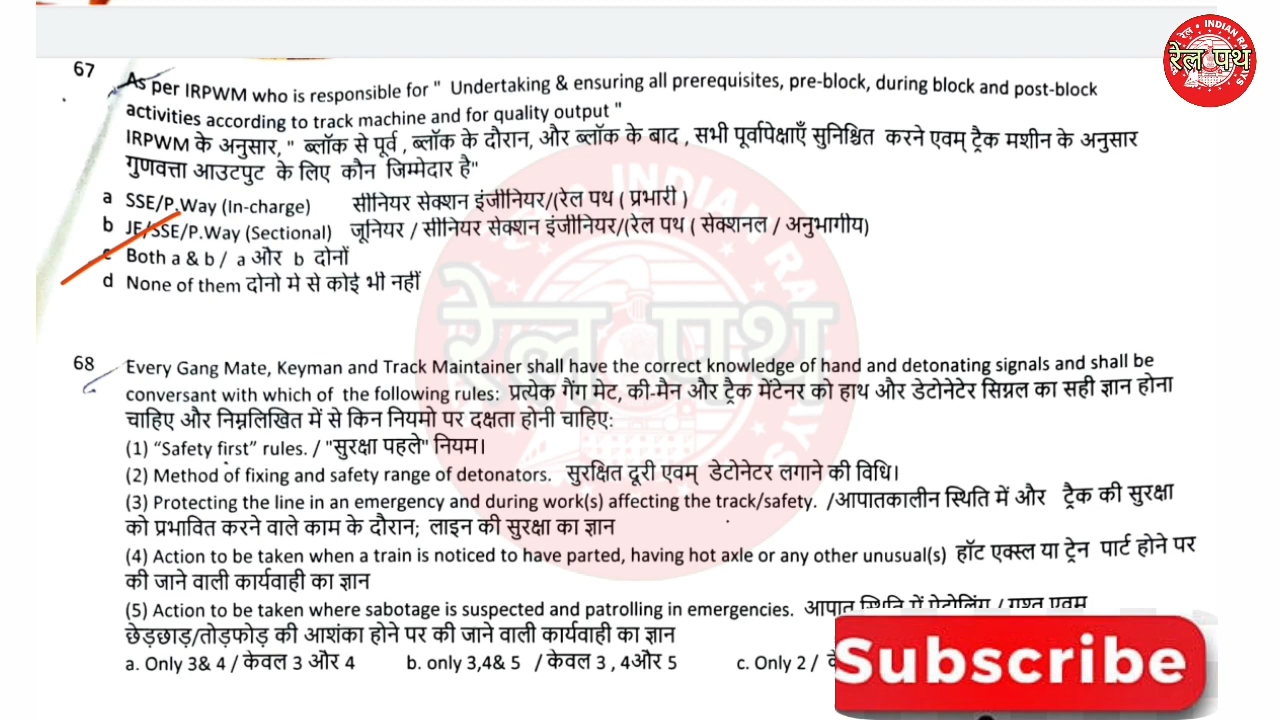 • INDIAN RA
रेल पथ
67
As per IRPWM who is responsible for " Undertaking & ensuring all prerequisites, pre-block, during block and post-block
activities according to track machine and for quality output "
IRPWM के अनुसार, " ब्लॉक से पूर्व , ब्लॉक के दौरान, और ब्लॉक के बाद , सभी पूर्वापेक्षाएँ सुनिश्चित करने एवम् ट्रैक मशीन के अनुसार
गुणवत्ता आउटपुट के लिए कौन जिम्मेदार है"
a SSE/P.Way (In-charge) सीनियर सेक्शन इंजीनियर/(रेल पथ ( प्रभारी )
b JE/SSE/P.Way (Sectional) जूनियर / सीनियर सेक्शन इंजीनियर/(रेल पथ ( सेक्शनल / अनुभागीय)
c Both a & b / a और b दोनों
d None of them दोनो मे से कोई भी नहीं
68
Every Gang Mate, Keyman and Track Maintainer shall have the correct knowledge of hand and detonating signals and shall be
conversant with which of the following rules: प्रत्येक गैंग मेट, की-मैन और ट्रैक मेंटेनर को हाथ और डेटोनेटर सिग्नल का सही ज्ञान होना
चाहिए और निम्नलिखित में से किन नियमो पर दक्षता होनी चाहिए:
(1) “Safety first” rules. / "सुरक्षा पहले" नियम।
(2) Method of fixing and safety range of detonators. सुरक्षित दूरी एवम् डेटोनेटर लगाने की विधि।
(3) Protecting the line in an emergency and during work(s) affecting the track/safety. /आपातकालीन स्थिति में और ट्रैक की सुरक्षा
को प्रभावित करने वाले काम के दौरान; लाइन की सुरक्षा का ज्ञान
(4) Action to be taken when a train is noticed to have parted, having hot axle or any other unusual(s) हॉट एक्स्ल या ट्रेन पार्ट होने पर
की जाने वाली कार्यवाही का ज्ञान
(5) Action to be taken where sabotage is suspected and patrolling in emergencies. आपात स्थिति में पेट्रोलिंग / गश्त एवम
छेड़छाड़/तोड़फोड़ की आशंका होने पर की जाने वाली कार्यवाही का ज्ञान
a. Only 3& 4 / केवल 3 और 4 b. only 3,4& 5 / केवल 3 , 4और 5 c. Only 2 /
Subscribe